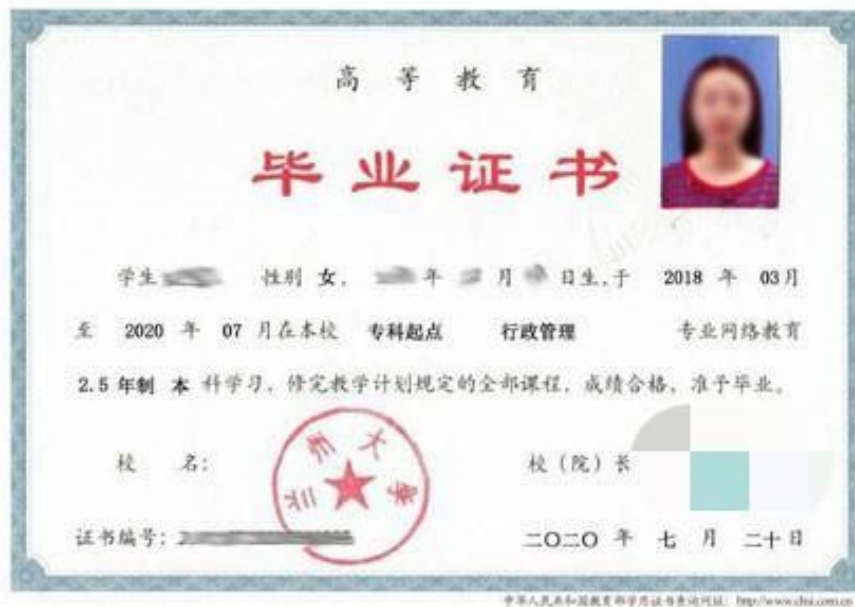 高等教育
毕业证书
学生 性别 女, 年 月 日生,于 2018 年 03月
至 2020 年 07 月在本校 专科起点 行政管理 专业网络教育
2.5 年制 本 科学习,修完教学计划规定的全部课程,成绩合格,准予毕业。
校 名: 校(院)长
兰州大学
证书编号: 二〇二〇 年 七 月 二十日
中华人民共和国教育部学历证书查询网址: http://www.chsi.com.cn